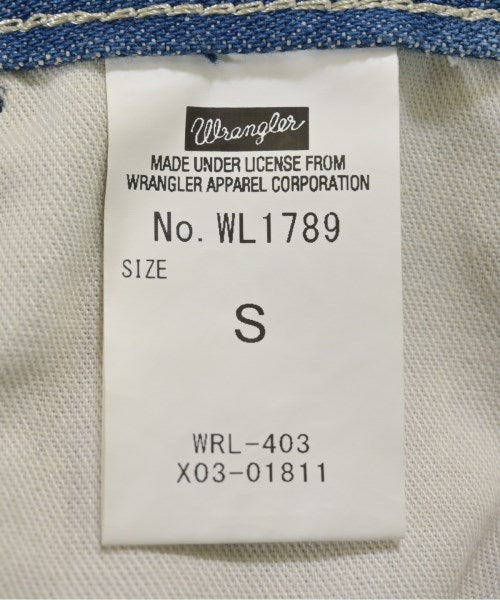 Wrangler
MADE UNDER LICENSE FROM
WRANGLER APPAREL CORPORATION
No. WL1789
SIZE
S
WRL-403
X03-01811